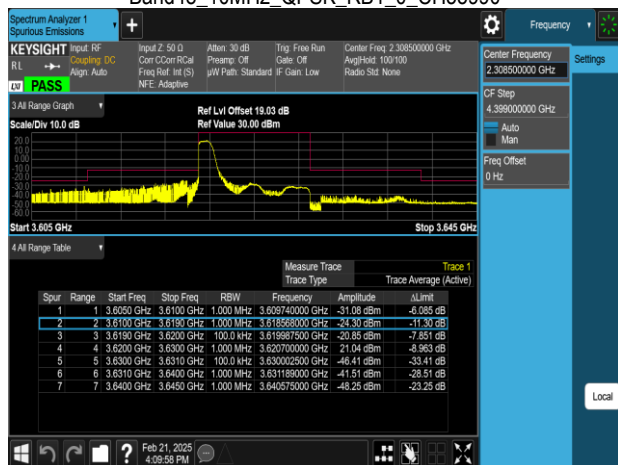 Spectrum Analyzer 1
Spurious Emissions
Frequency
KEYSIGHT Input: RF Input Z: 50 Ω Atten: 30 dB Trig: Free Run Center Freq: 2.308500000 GHz
RL Coupling: DC Corr CCorr RCal Preamp: Off Gate: Off Avg|Hold: 100/100
Align: Auto Freq Ref: Int (S) µW Path: Standard IF Gain: Low Radio Std: None
NFE: Adaptive
LXI PASS
Center Frequency
2.308500000 GHz
Settings
CF Step
4.399000000 GHz
Auto
Man
Freq Offset
0 Hz
3 All Range Graph
Ref Lvl Offset 19.03 dB
Scale/Div 10.0 dB Ref Value 30.00 dBm
20.0
10.0
0.00
-10.0
-20.0
-30.0
-40.0
-50.0
-60.0
Start 3.605 GHz Stop 3.645 GHz
4 All Range Table
Measure Trace Trace 1
Trace Type Trace Average (Active)
Spur Range Start Freq Stop Freq RBW Frequency Amplitude ΔLimit
1 1 3.6050 GHz 3.6100 GHz 1.000 MHz 3.609740000 GHz -31.08 dBm -6.085 dB
2 2 3.6100 GHz 3.6190 GHz 1.000 MHz 3.618568000 GHz -24.30 dBm -11.30 dB
3 3 3.6190 GHz 3.6200 GHz 100.0 kHz 3.619987500 GHz -20.85 dBm -7.851 dB
4 4 3.6200 GHz 3.6300 GHz 1.000 MHz 3.620700000 GHz 21.04 dBm -8.963 dB
5 5 3.6300 GHz 3.6310 GHz 100.0 kHz 3.630002500 GHz -46.41 dBm -33.41 dB
6 6 3.6310 GHz 3.6400 GHz 1.000 MHz 3.631189000 GHz -41.51 dBm -28.51 dB
7 7 3.6400 GHz 3.6450 GHz 1.000 MHz 3.640575000 GHz -48.25 dBm -23.25 dB
Local
Feb 21, 2025
4:09:58 PM